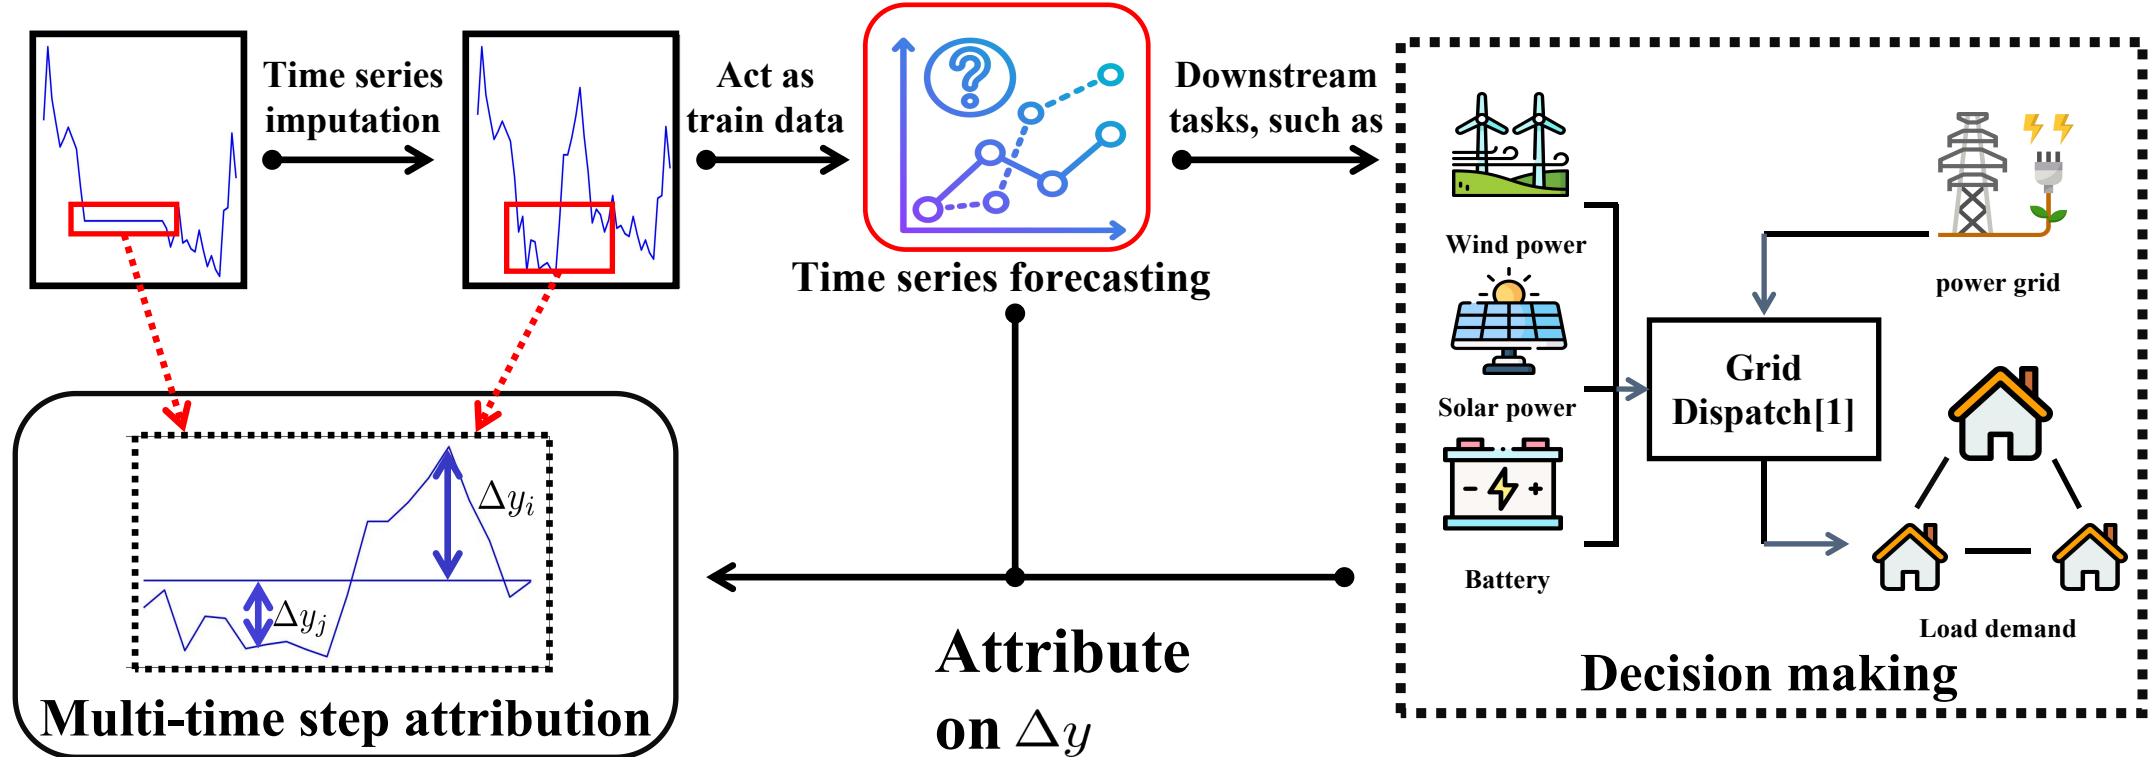 Time series
imputation
Act as
train data
Time series forecasting
Downstream
tasks, such as
Wind power
Solar power
Battery
power grid
Grid
Dispatch[1]
Load demand
Decision making
Δy_i
Δy_j
Multi-time step attribution
Attribute
on Δy